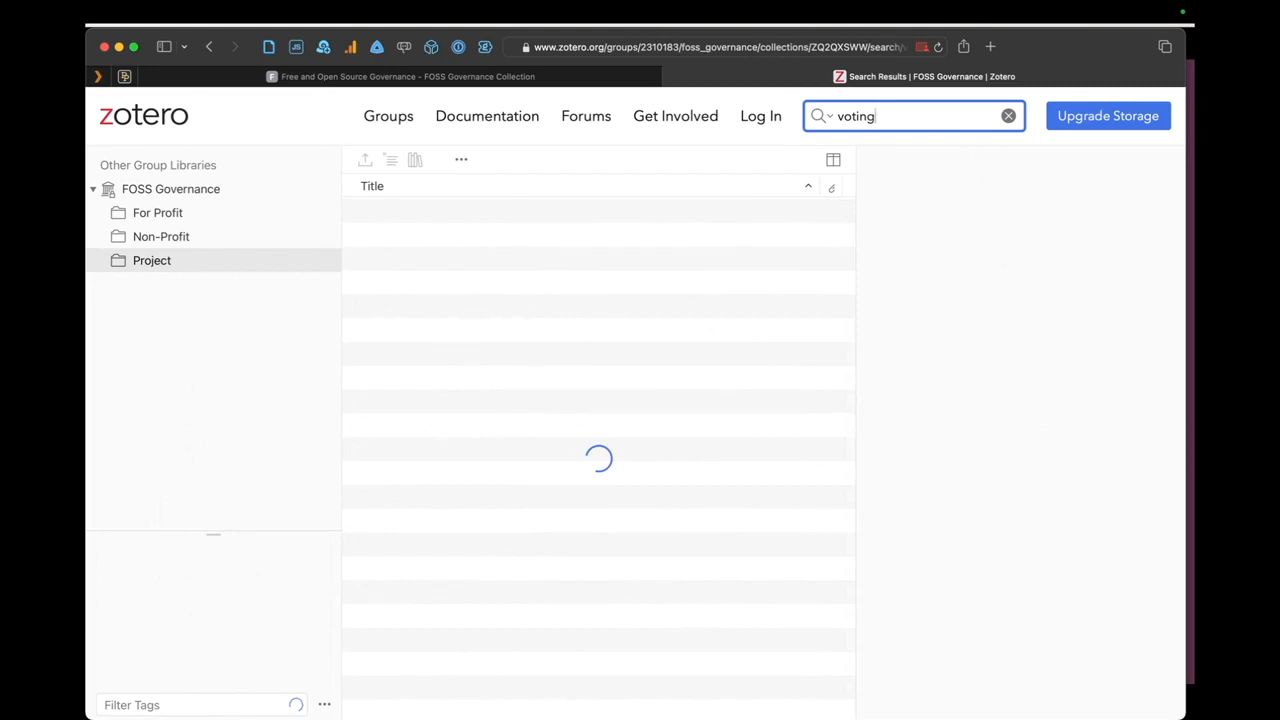 www.zotero.org/groups/2310183/foss_governance/collections/ZQ2QXSWW/search/
Free and Open Source Governance - FOSS Governance Collection
Search Results | FOSS Governance | Zotero
zotero
Groups
Documentation
Forums
Get Involved
Log In
voting
Upgrade Storage
Other Group Libraries
FOSS Governance
For Profit
Non-Profit
Project
Title
Filter Tags